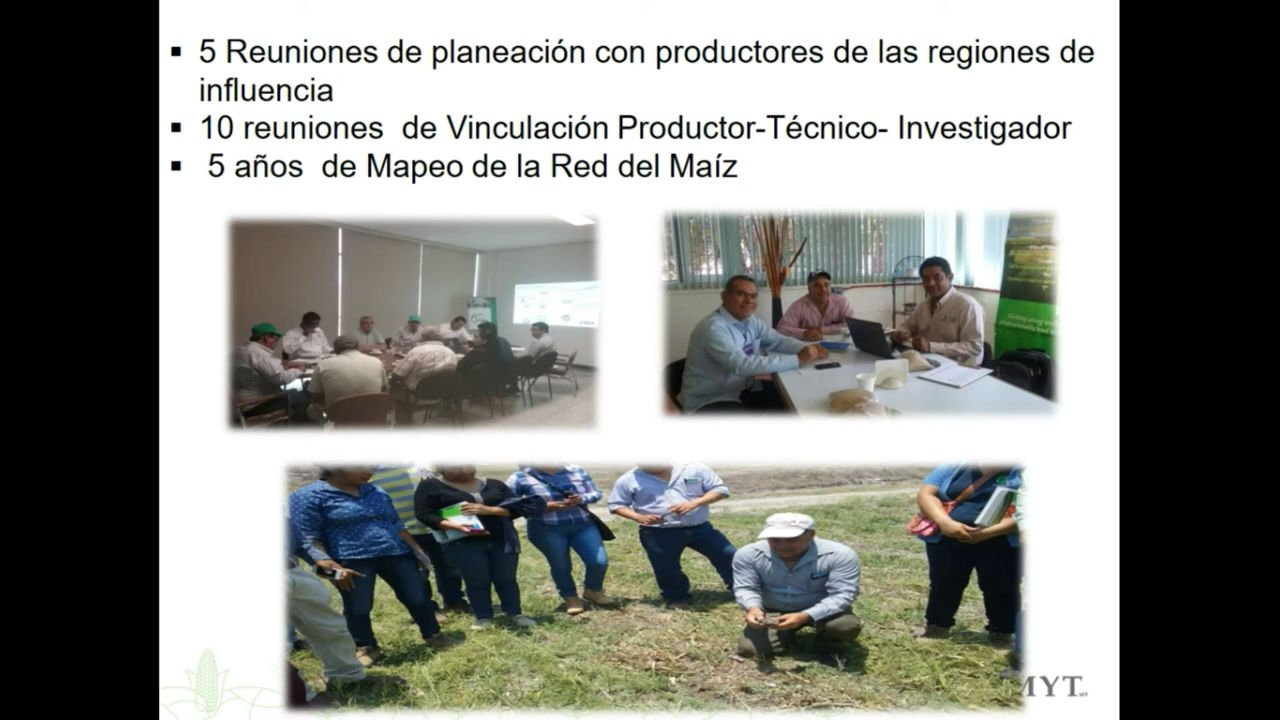 ▪ 5 Reuniones de planeación con productores de las regiones de
influencia
▪ 10 reuniones de Vinculación Productor-Técnico- Investigador
▪ 5 años de Mapeo de la Red del Maíz
MYT